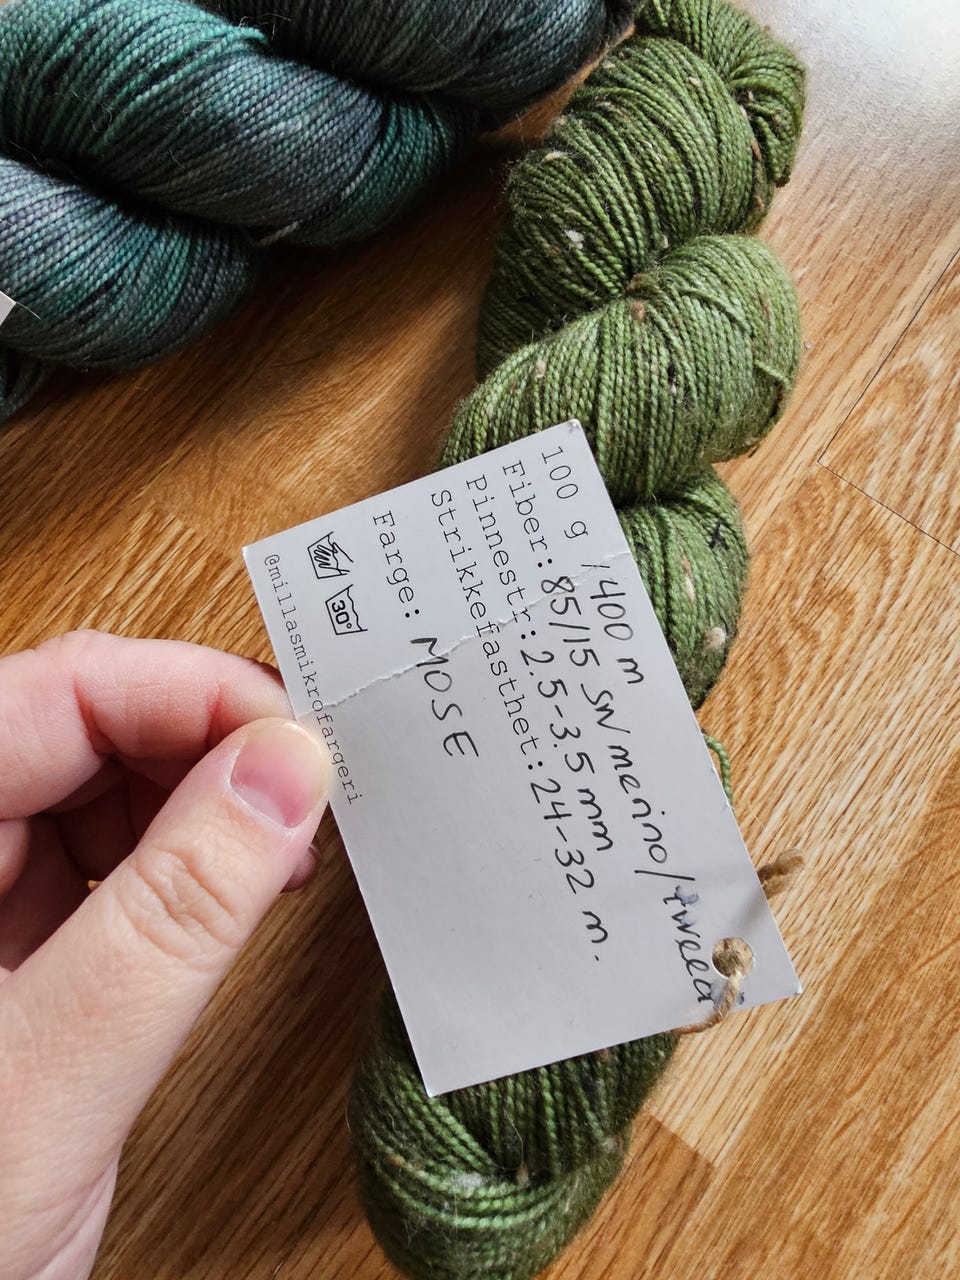 100 g /400 m
Fiber: 85/15 SW merino/tweed
Pinnestr: 2.5-3.5 mm
Strikkefasthet: 24-32 m.
Farge: MOSE
30°
@millasmikrofargeri